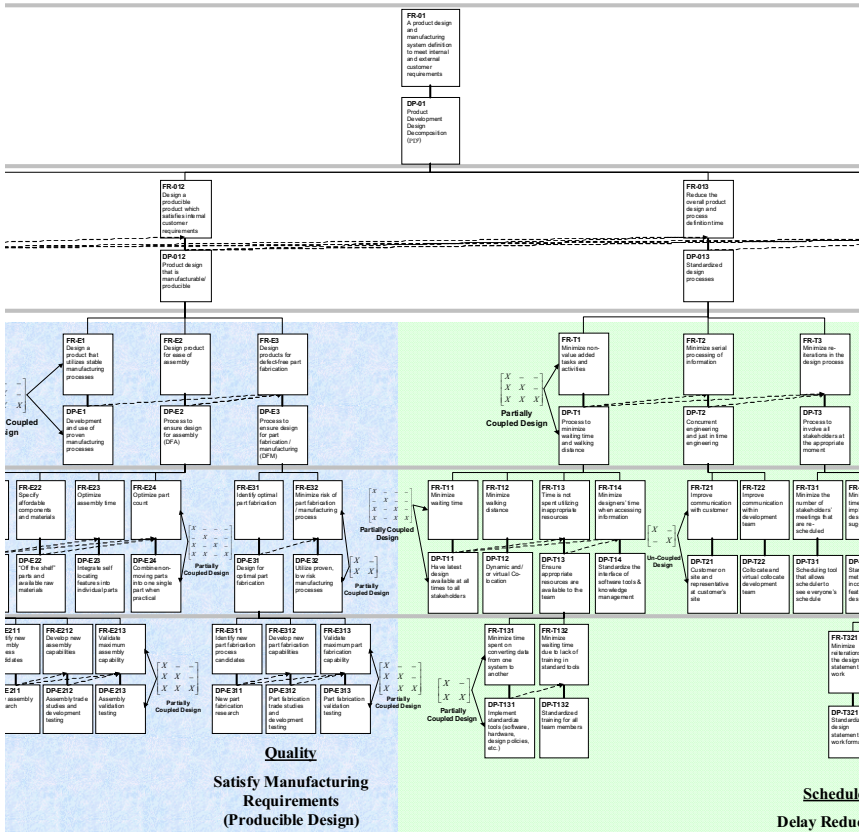 FR-01
A product design
and
manufacturing
system definition
to meet internal
and external
customer
requirements
DP-01
Product
Development
Design
Decomposition
FR-012
Design a
producible
product which
satisfies internal
customer
requirements
FR-013
Reduce the
overall product
design and
process
definition time
DP-012
Product design
that is
manufacturable/
producible
DP-013
Standardized
design
processes
FR-E1
Design a
product that
utilizes stable
manufacturing
processes
FR-E2
Design product
for ease of
assembly
FR-E3
Design
products for
defect-free part
fabrication
FR-T1
Minimize non-
value added
tasks and
activities
FR-T2
Minimize serial
processing of
information
FR-T3
Minimize re-
iterations in the
design process
Coupled
DP-E1
Development
and use of
proven
manufacturing
processes
DP-E2
Process to
ensure design
for assembly
(DFA)
DP-E3
Process to
ensure design
for part
fabrication /
manufacturing
(DFM)
X - -
X X -
X X X
Partially
Coupled Design
DP-T1
Process to
minimize
waiting time
and walking
distance
DP-T2
Concurrent
engineering
and just in time
engineering
DP-T3
Process to
involve all
stakeholders at
the appropriate
moment
FR-E22
Specify
affordable
components
and materials
FR-E23
Optimize
assembly time
FR-E24
Optimize part
count
FR-E31
Identify optimal
part fabrication
FR-E32
Minimize risk of
part fabrication
/ manufacturing
process
FR-T11
Minimize
waiting time
FR-T12
Minimize
walking
distance
FR-T13
Time is not
spent utilizing
inappropriate
resources
FR-T14
Minimize
designers' time
when accessing
information
FR-T21
Improve
communication
with customer
FR-T22
Improve
communication
within
development
team
FR-T31
Minimize the
number of
stakeholders'
meetings that
are re-
scheduled
DP-E22
"Off the shelf"
parts and
available raw
materials
DP-E23
Integrate self
locating
features into
individual parts
DP-E24
Combine non-
moving parts
into one single
part when
practical
Partially
Coupled Design
DP-E31
Design for
optimal part
fabrication
DP-E32
Utilize proven,
low risk
manufacturing
processes
X -
X X
Partially
Coupled Design
Partially Coupled
Design
DP-T11
Have latest
design
available at all
times to all
stakeholders
DP-T12
Dynamic and/
or virtual Co-
location
DP-T13
Ensure
appropriate
resources are
available to the
team
DP-T14
Standardize the
interface of
software tools &
knowledge
management
X -
- X
Un-Coupled
Design
DP-T21
Customer on
site and
representative
at customer's
site
DP-T22
Collocate and
virtual collocate
development
team
DP-T31
Scheduling tool
that allows
scheduler to
see everyone's
schedule
FR-E212
Develop new
assembly
capabilities
FR-E213
Validate
maximum
assembly
capability
FR-E311
Identify new
part fabrication
process
candidates
FR-E312
Develop new
part fabrication
capabilities
FR-E313
Validate
maximum part
fabrication
capability
FR-T131
Minimize time
spent on
converting data
from one
system to
another
FR-T132
Minimize
waiting time
due to lack of
training in
standard tools
FR-T321
Minimize
DP-E212
Assembly trade
studies and
development
testing
DP-E213
Assembly
validation
testing
X - -
X X -
X X X
Partially
Coupled Design
DP-E311
New part
fabrication
research
DP-E312
Part fabrication
trade studies
and
development
testing
DP-E313
Part fabrication
validation
testing
X - -
X X -
X X X
Partially
Coupled Design
X -
X X
Partially
Coupled Design
DP-T131
Implement
standardize
tools (software,
hardware,
design policies,
etc.)
DP-T132
Standardized
training for all
team members
DP-T321
design
Quality
Satisfy Manufacturing
Requirements
(Producible Design)
Schedul
Delay Reduc